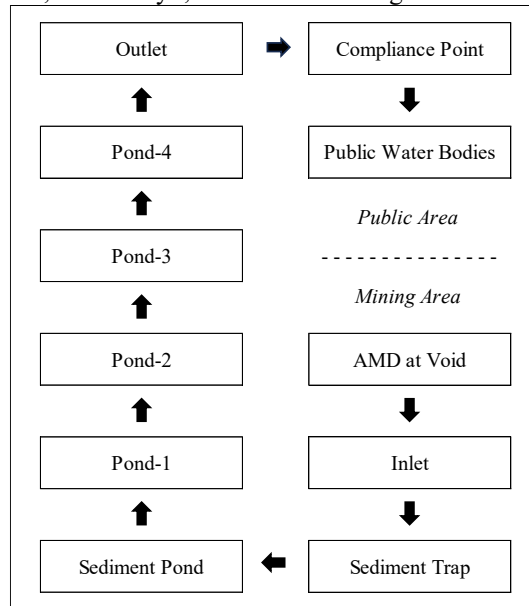 Outlet
Compliance Point
Pond-4
Public Water Bodies
Public Area
Pond-3
- - - - - - - - - - - - - - -
Mining Area
Pond-2
AMD at Void
Pond-1
Inlet
Sediment Pond
Sediment Trap